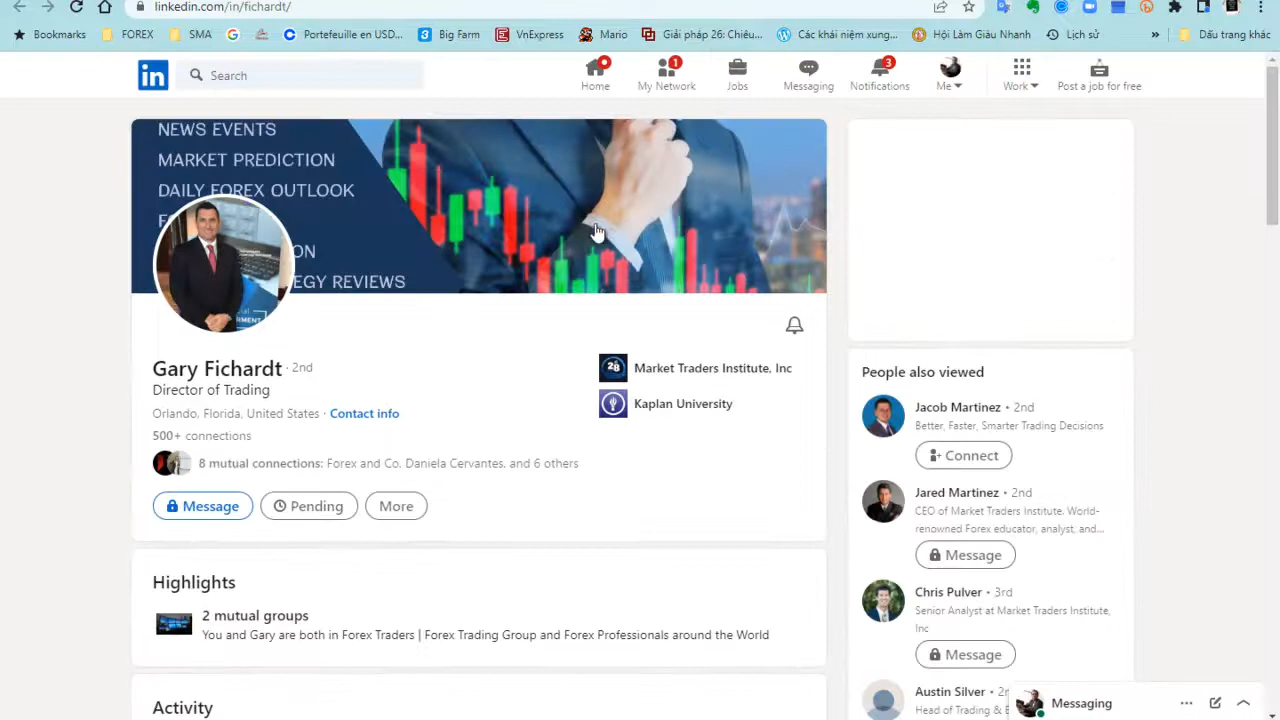 linkedin.com/in/fichardt/
Bookmarks
FOREX
SMA
Portefeuille en USD...
Big Farm
VnExpress
Mario
Giải pháp 26: Chiêu...
Các khái niệm xung...
Hội Làm Giàu Nhanh
Lịch sử
»
Dấu trang khác
in
Search
Home
1
My Network
Jobs
Messaging
3
Notifications
Me
Work
Post a job for free
NEWS EVENTS
MARKET PREDICTION
DAILY FOREX OUTLOOK
ON
EGY REVIEWS
Gary Fichardt · 2nd
Director of Trading
Orlando, Florida, United States · Contact info
500+ connections
8 mutual connections: Forex and Co, Daniela Cervantes, and 6 others
Message
Pending
More
Market Traders Institute, Inc
Kaplan University
Highlights
2 mutual groups
You and Gary are both in Forex Traders | Forex Trading Group and Forex Professionals around the World
Activity
People also viewed
Jacob Martinez • 2nd
Better, Faster, Smarter Trading Decisions
Connect
Jared Martinez • 2nd
CEO of Market Traders Institute. World-
renowned Forex educator, analyst, and...
Message
Chris Pulver • 3rd
Senior Analyst at Market Traders Institute,
Inc
Message
Austin Silver • 2n
Head of Trading & E
Messaging